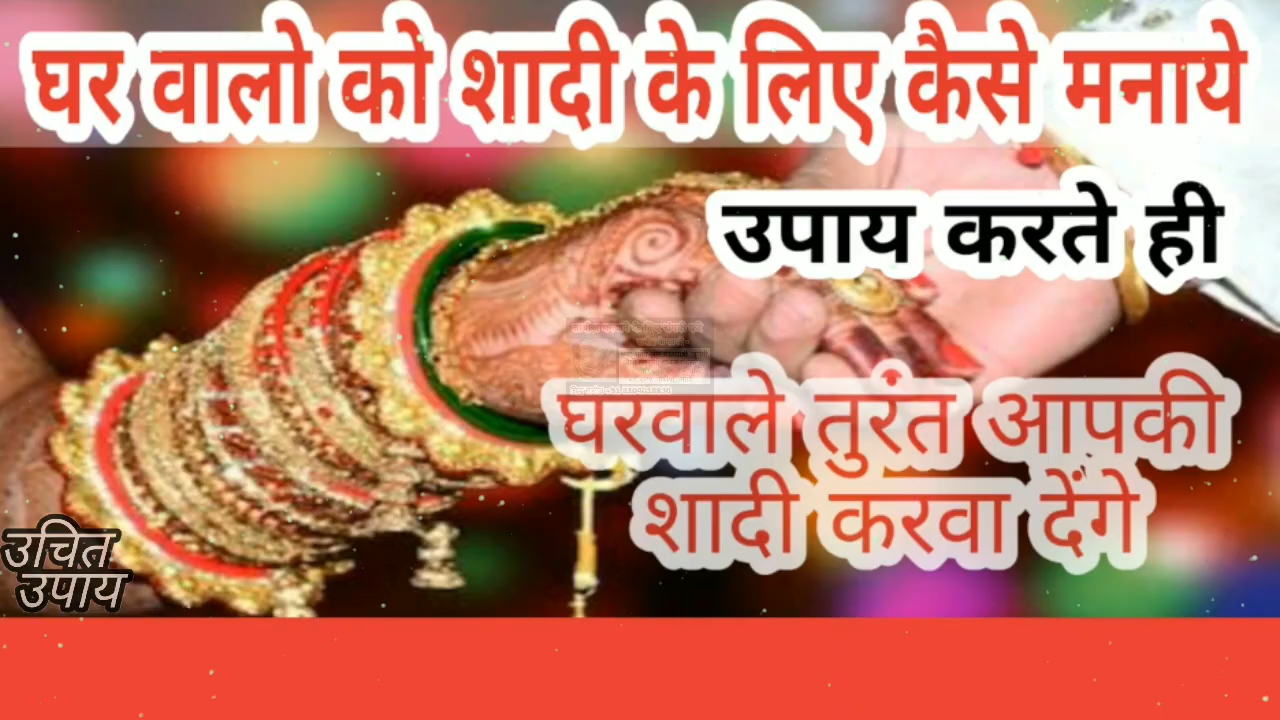 घर वालो को शादी के लिए कैसे मनाये
उपाय करते ही
घरवाले तुरंत आपकी
शादी करवा देंगे
उचित
उपाय